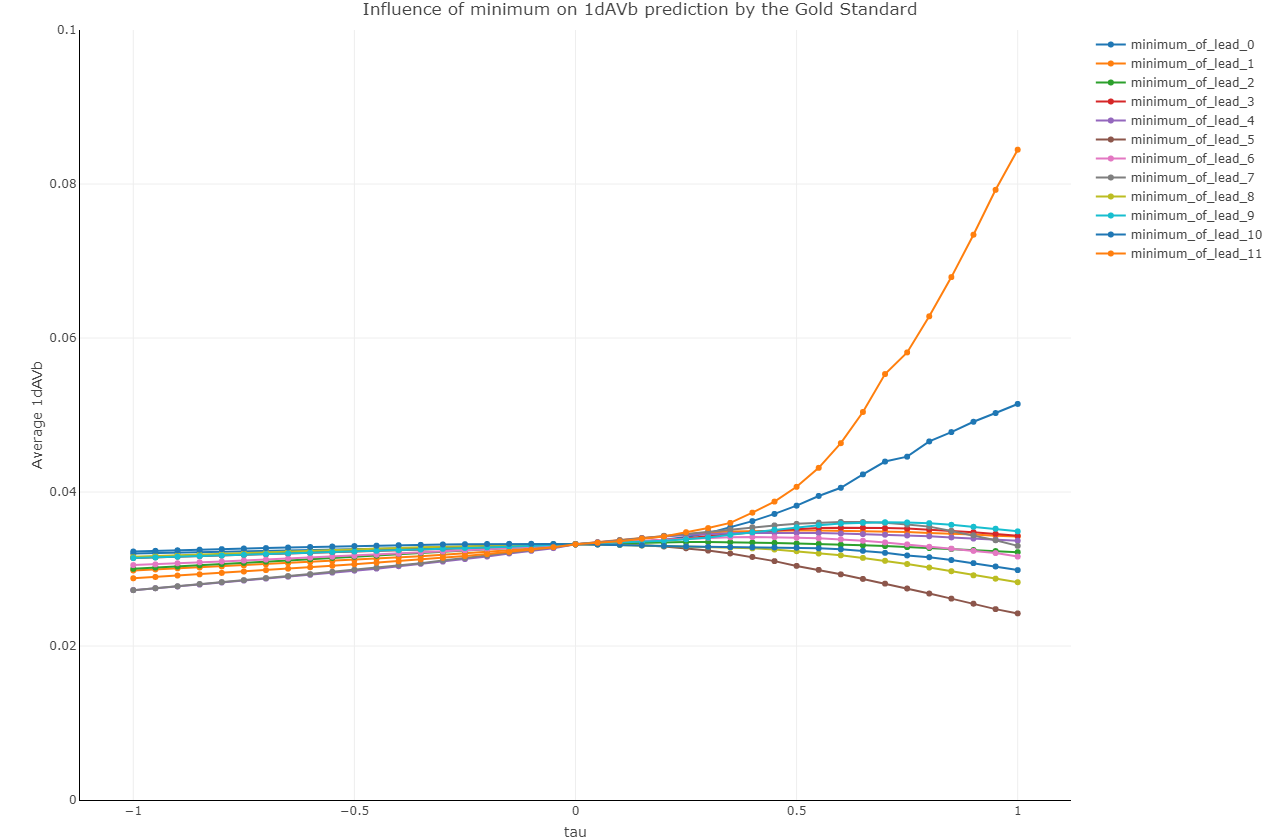 Influence of minimum on 1dAVb prediction by the Gold Standard
0.1
0.08
0.06
0.04
0.02
0
Average 1dAVb
−1
−0.5
0
0.5
1
tau
minimum_of_lead_0
minimum_of_lead_1
minimum_of_lead_2
minimum_of_lead_3
minimum_of_lead_4
minimum_of_lead_5
minimum_of_lead_6
minimum_of_lead_7
minimum_of_lead_8
minimum_of_lead_9
minimum_of_lead_10
minimum_of_lead_11